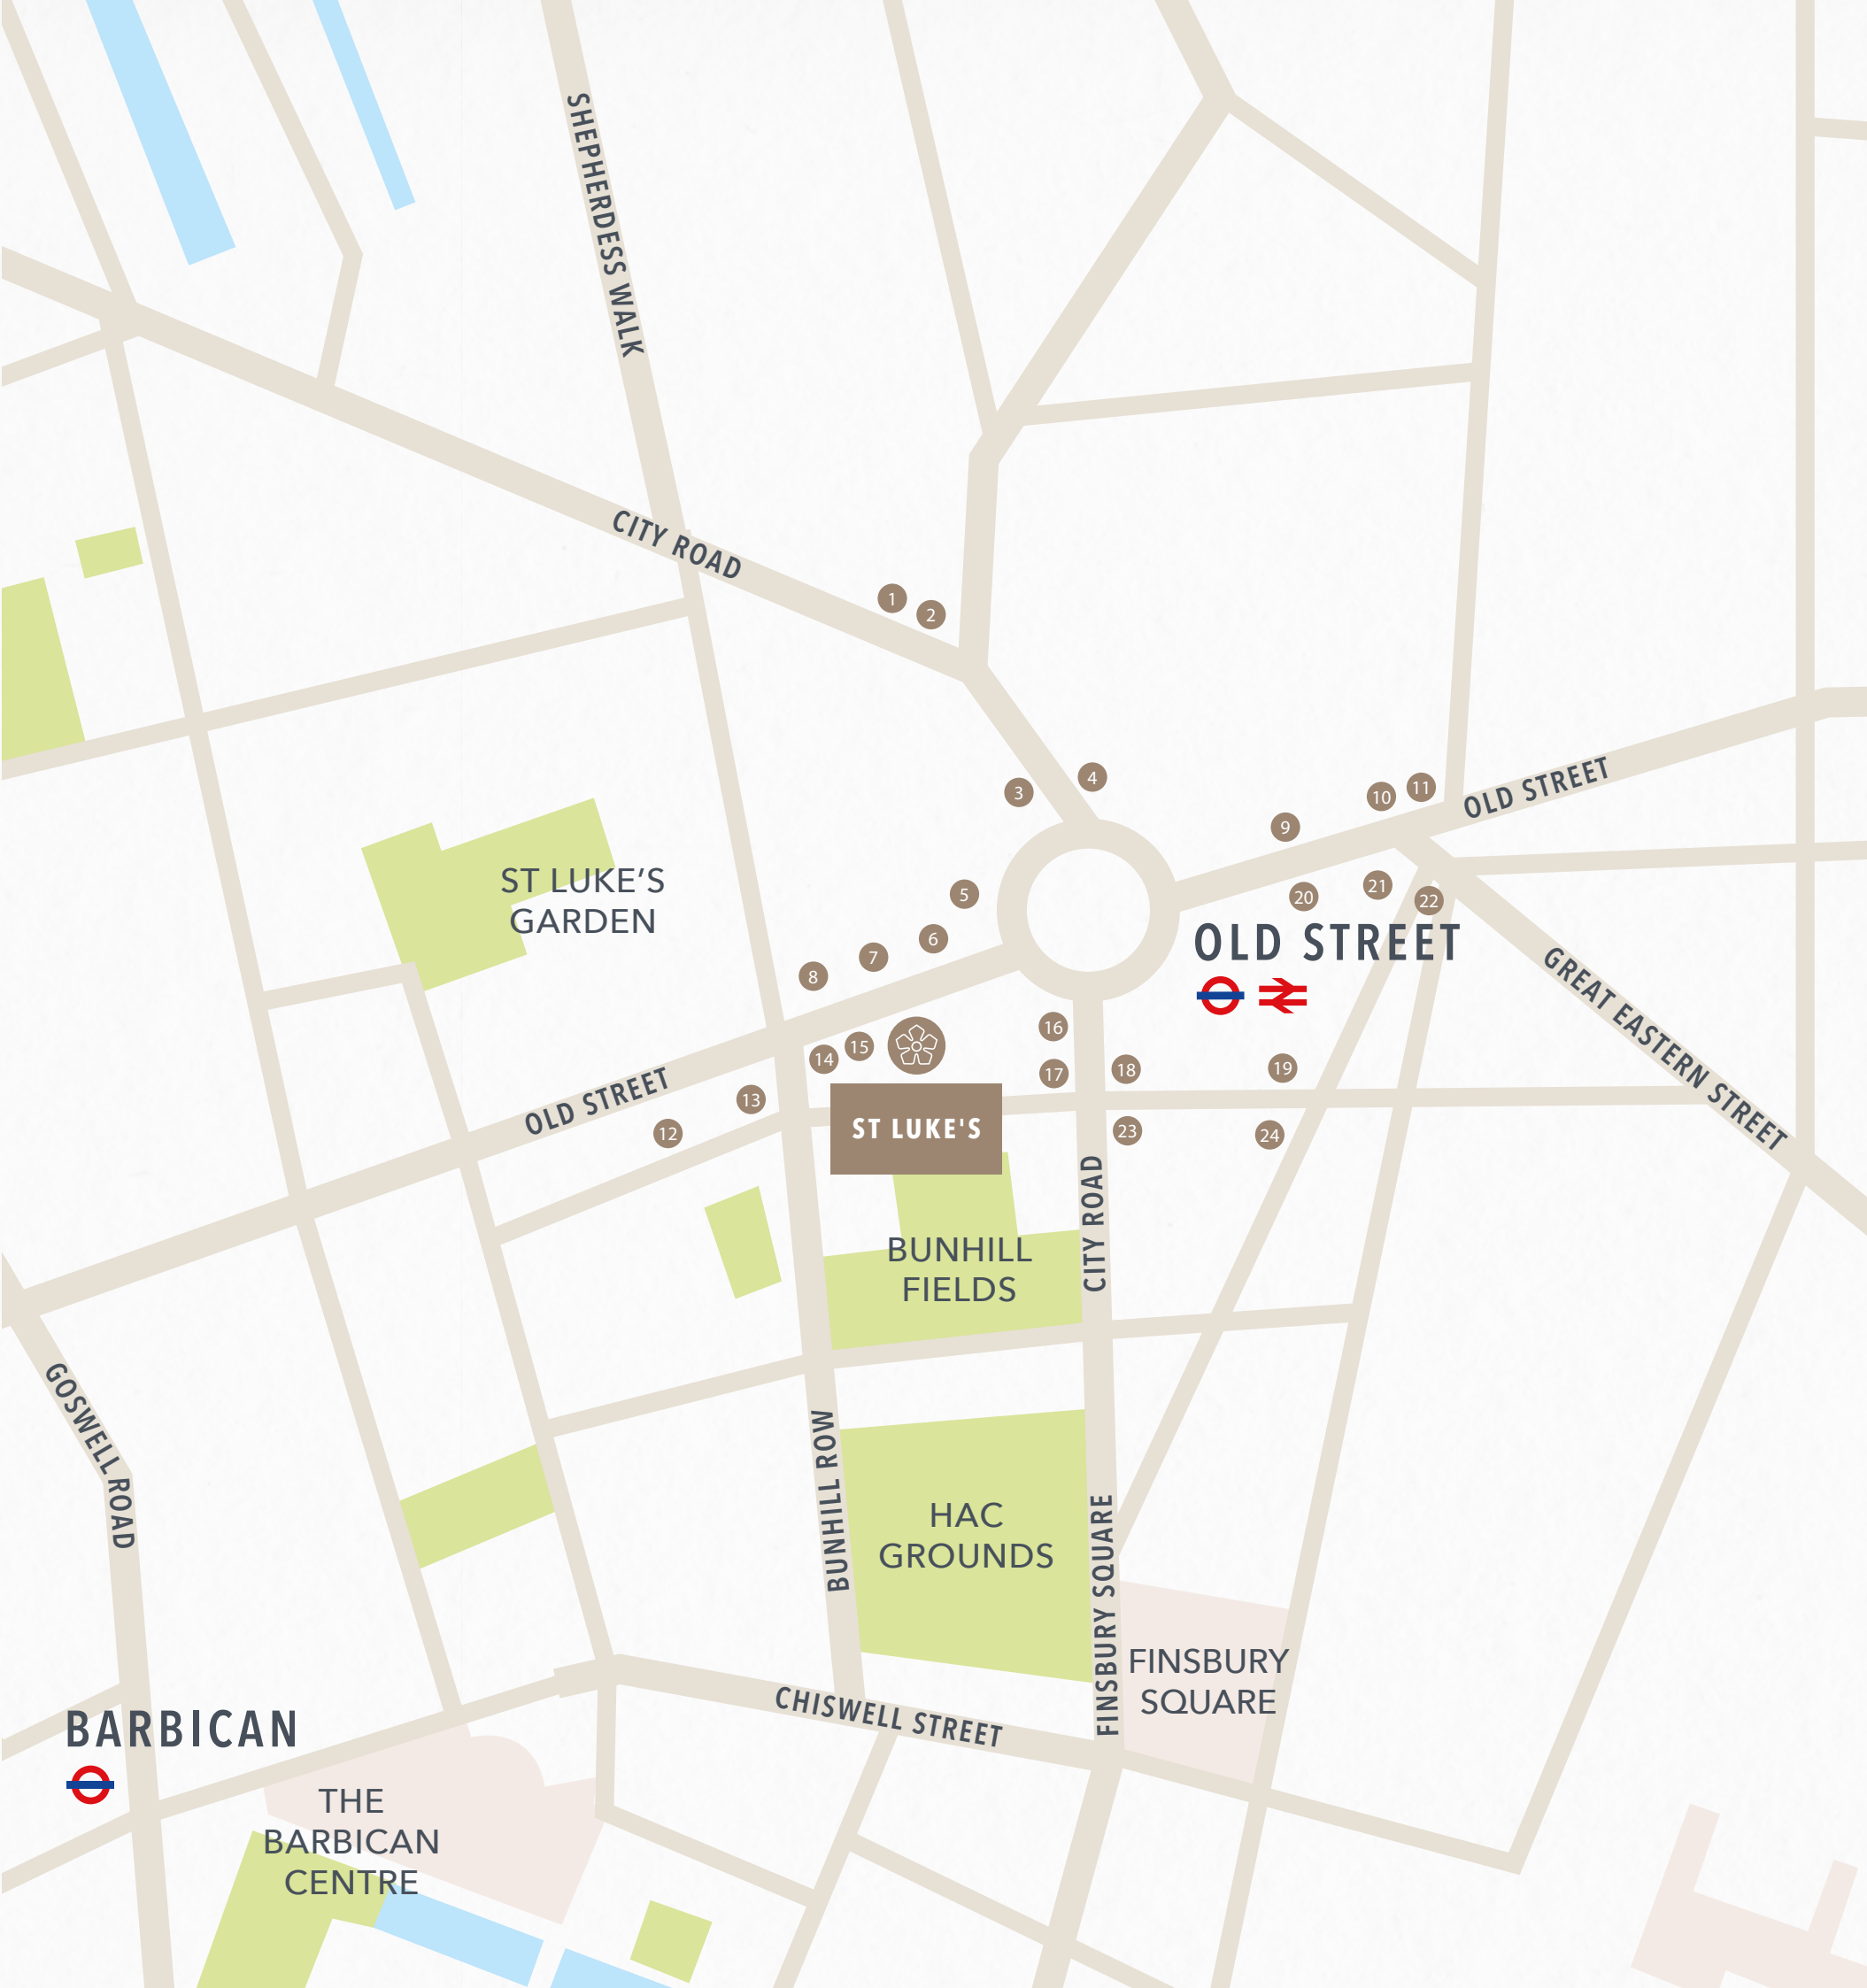 SHEPHERDESS WALK
CITY ROAD
1
2
3
4
5
6
7
8
9
10
11
OLD STREET
ST LUKE’S
GARDEN
20
21
22
OLD STREET
GREAT EASTERN STREET
16
17
18
19
14
15
13
12
OLD STREET
ST LUKE'S
23
24
CITY ROAD
BUNHILL
FIELDS
GOSWELL ROAD
BUNHILL ROW
HAC
GROUNDS
FINSBURY SQUARE
FINSBURY
SQUARE
CHISWELL STREET
BARBICAN
THE
BARBICAN
CENTRE